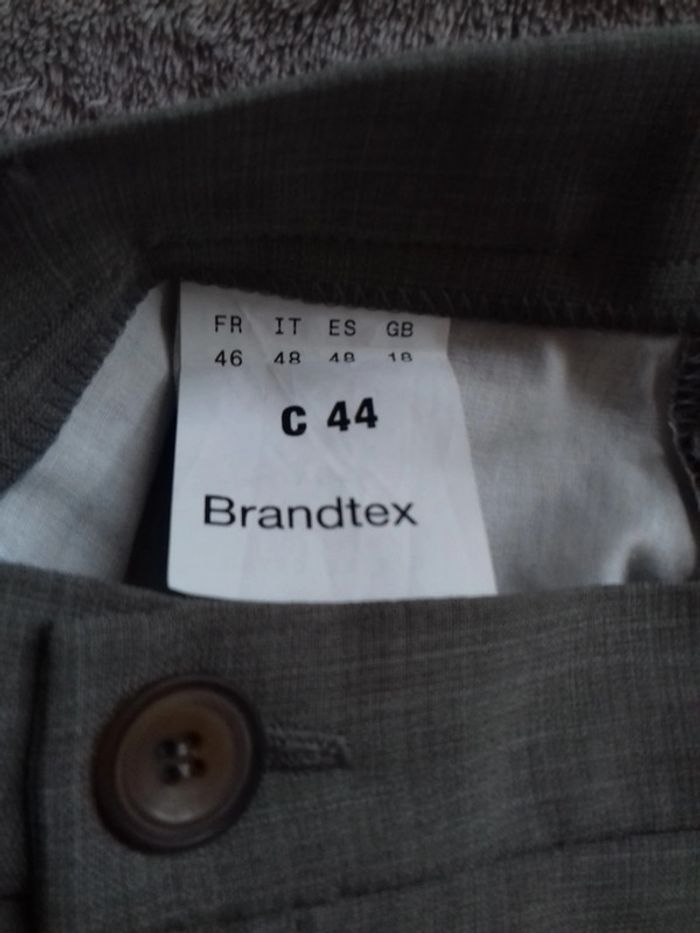 FR IT ES GB
46 48 48 18
C 44
Brandtex